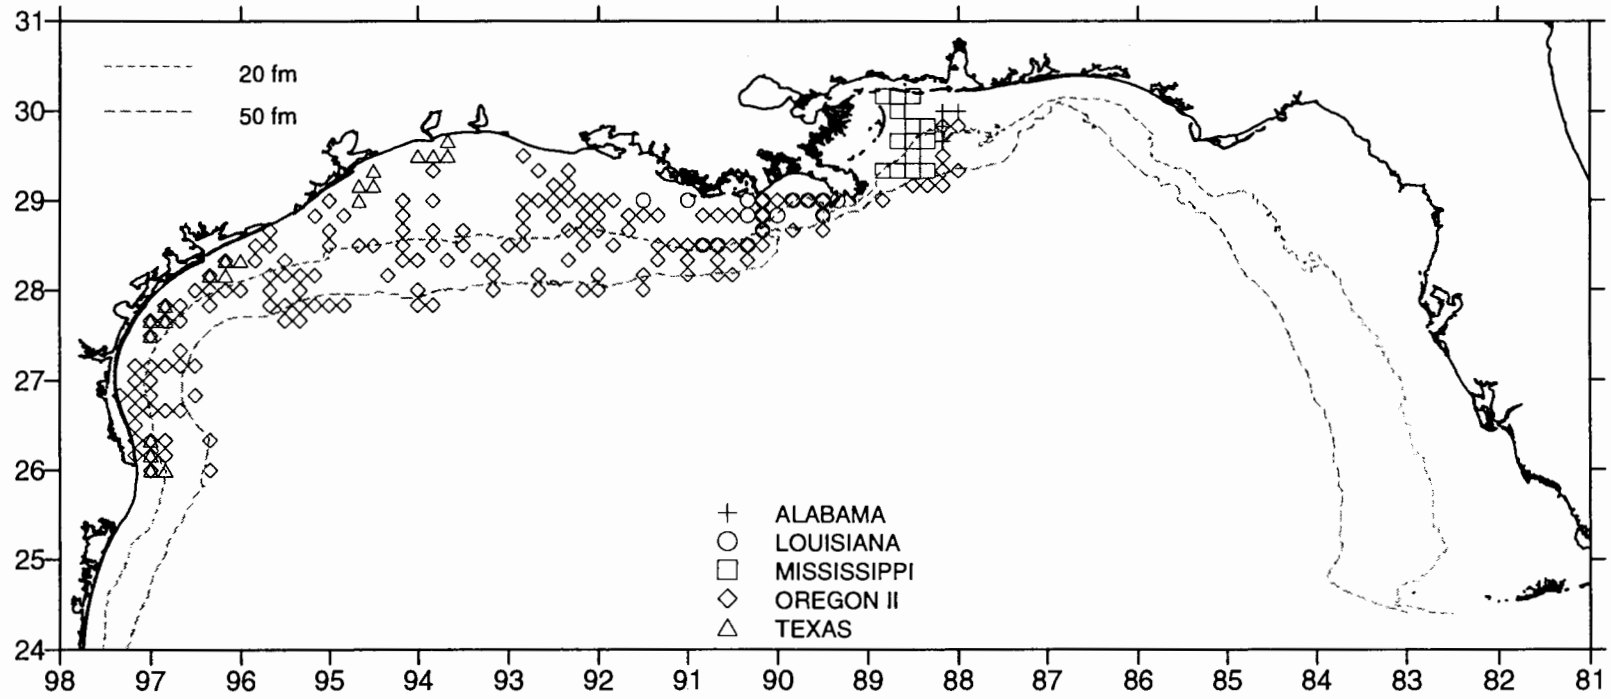 31
30
29
28
27
26
25
24
20 fm
50 fm
ALABAMA
LOUISIANA
MISSISSIPPI
OREGON II
TEXAS
98 97 96 95 94 93 92 91 90 89 88 87 86 85 84 83 82 81